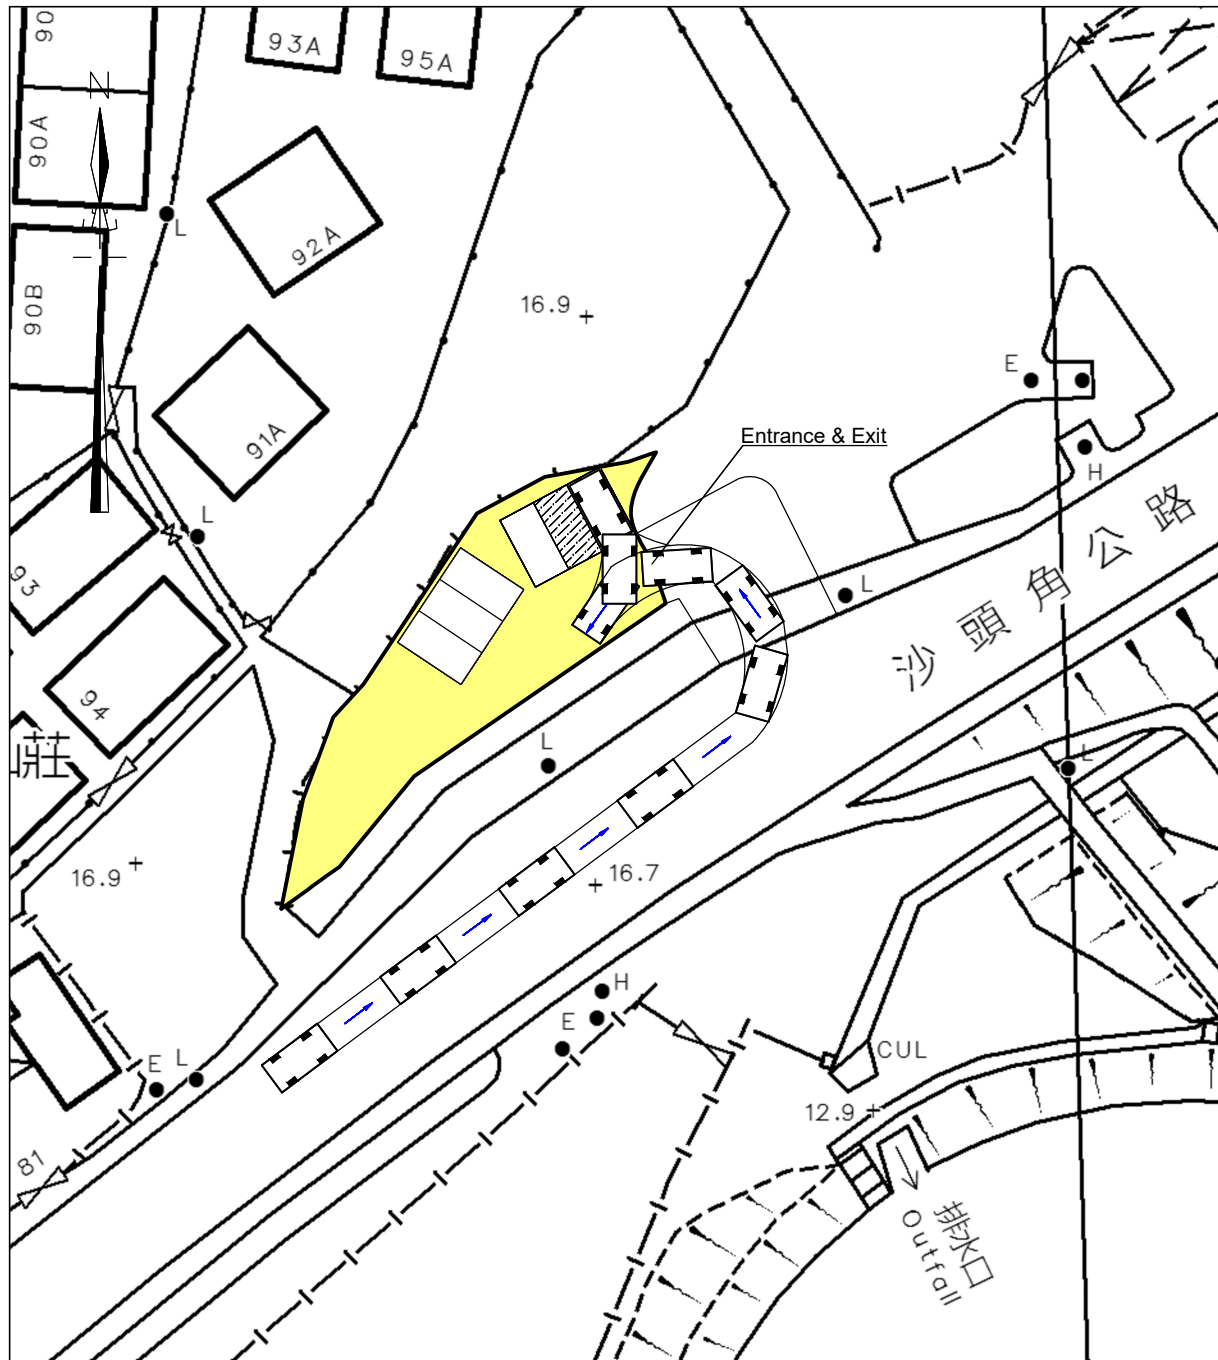 90
93A
95A
N
90A
L
92A
90B
16.9
E
91A
Entrance & Exit
H
沙頭角公路
L
93
L
94
莊
L
L
16.9
16.7
H
E
E L
CUL
12.9
81
排水口
Outfall